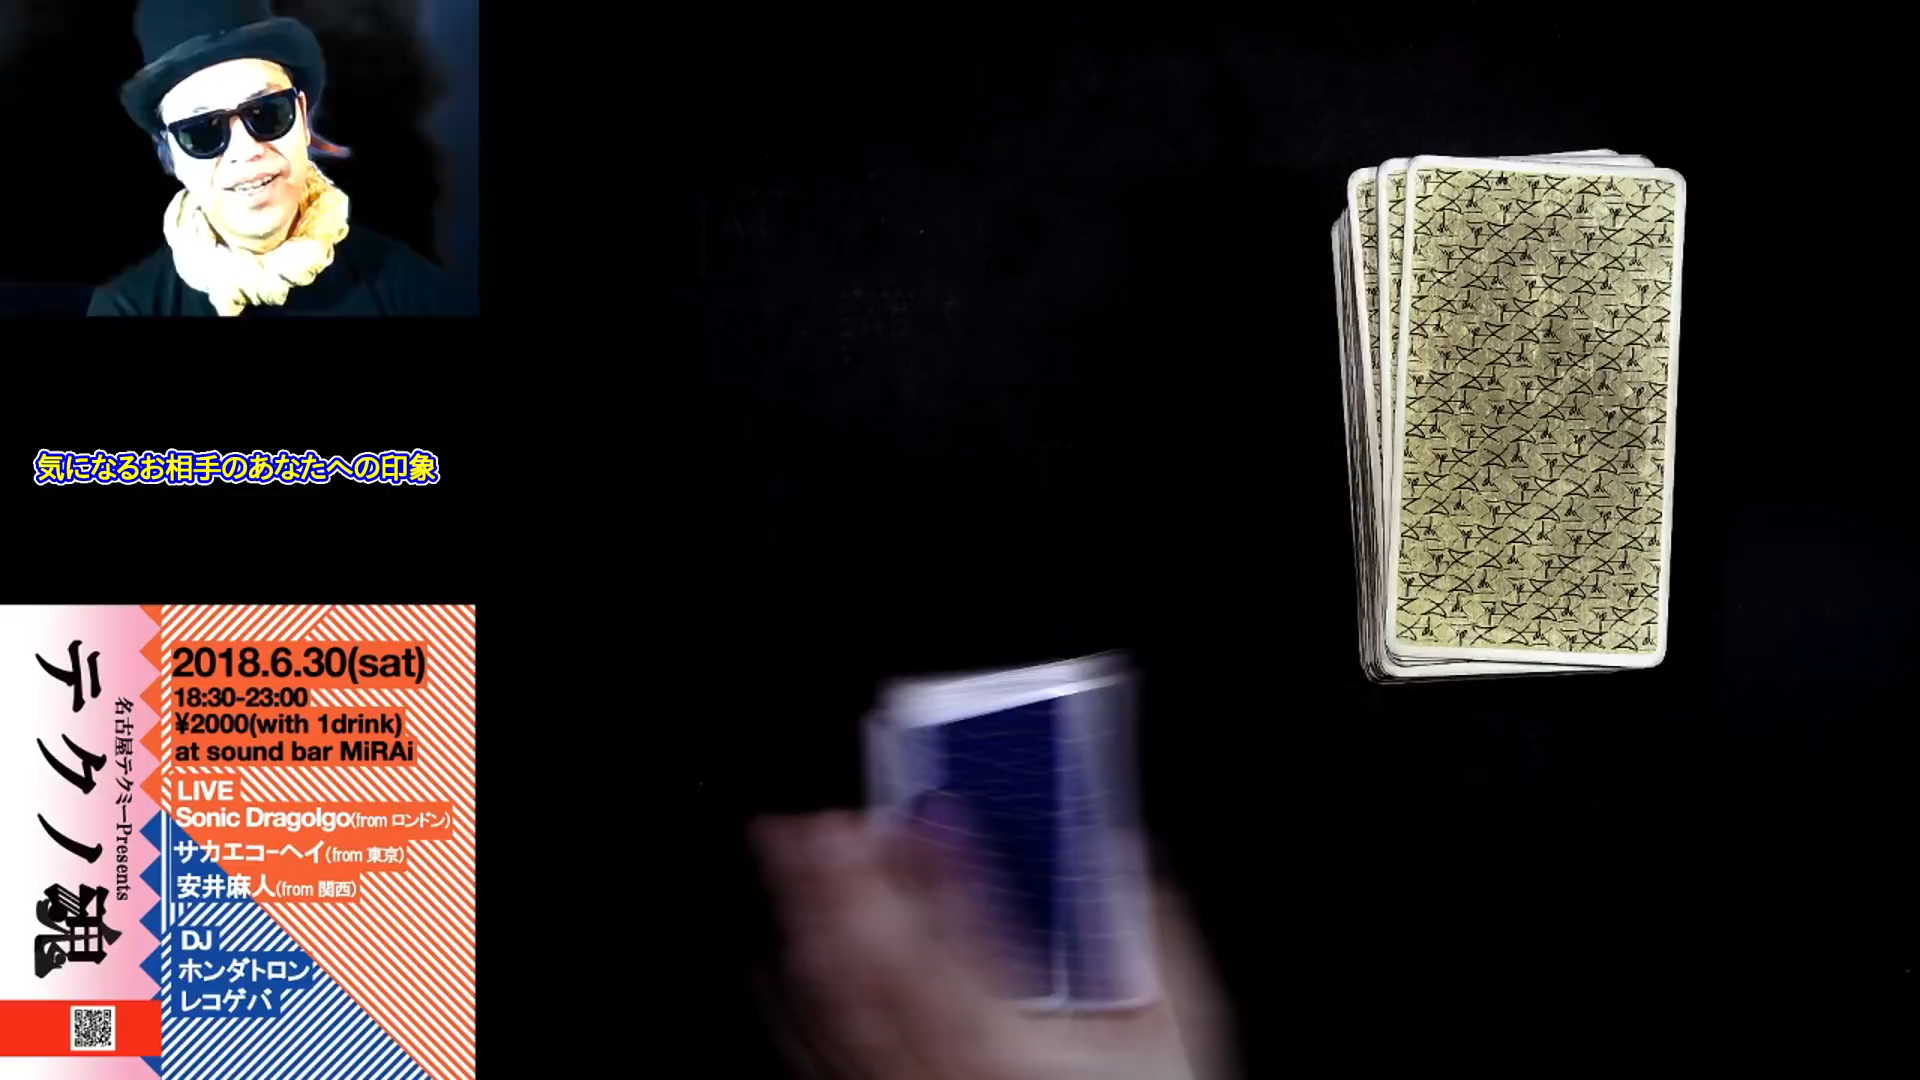 気になるお相手のあなたへの印象
テクノ魂
名古屋テクノミーPresents
2018.6.30(sat)
18:30-23:00
¥2000(with 1drink)
at sound bar MiRAi
LIVE
Sonic Dragolgo(from ロンドン)
サカエコーヘイ(from 東京)
安井麻人(from 関西)
DJ
ホンダトロン
レコゲバ